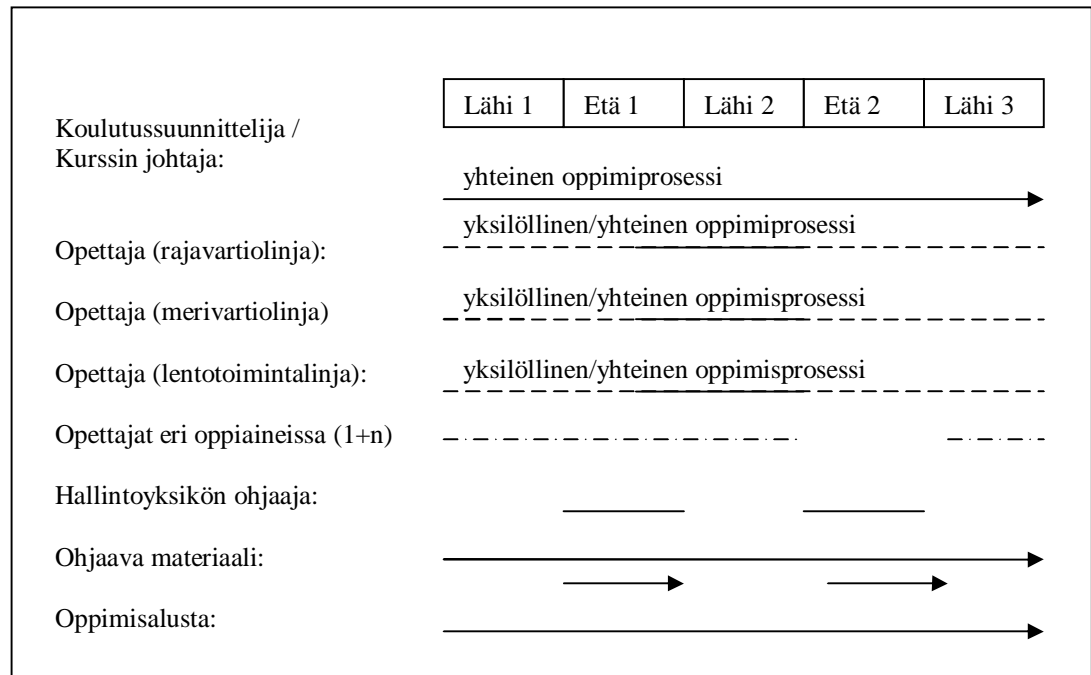 Lähi 1 Etä 1 Lähi 2 Etä 2 Lähi 3
Koulutussuunnittelija /
Kurssin johtaja:
yhteinen oppimiprosessi
yksilöllinen/yhteinen oppimiprosessi
Opettaja (rajavartiolinja):
yksilöllinen/yhteinen oppimisprosessi
Opettaja (merivartiolinja)
yksilöllinen/yhteinen oppimisprosessi
Opettaja (lentotoimintalinja):
Opettajat eri oppiaineissa (1+n)
Hallintoyksikön ohjaaja:
Ohjaava materiaali:
Oppimisalusta: